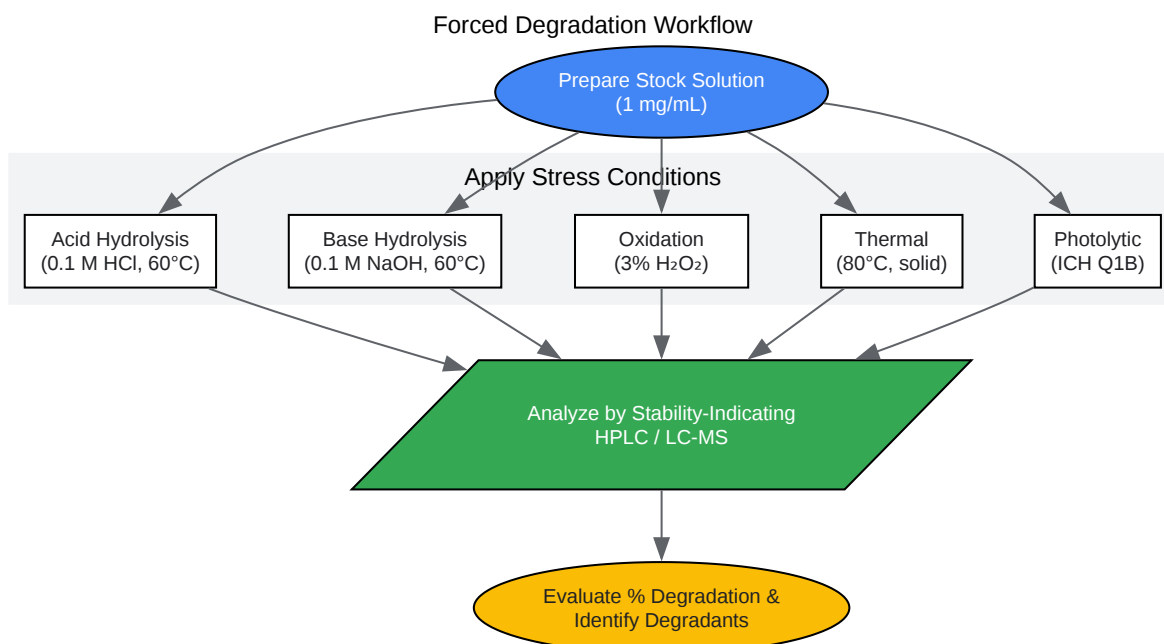 Forced Degradation Workflow
Prepare Stock Solution
(1 mg/mL)
Apply Stress Conditions
Acid Hydrolysis
(0.1 M HCl, 60°C)
Base Hydrolysis
(0.1 M NaOH, 60°C)
Oxidation
(3% H₂O₂)
Thermal
(80°C, solid)
Photolytic
(ICH Q1B)
Analyze by Stability-Indicating
HPLC / LC-MS
Evaluate % Degradation &
Identify Degradants